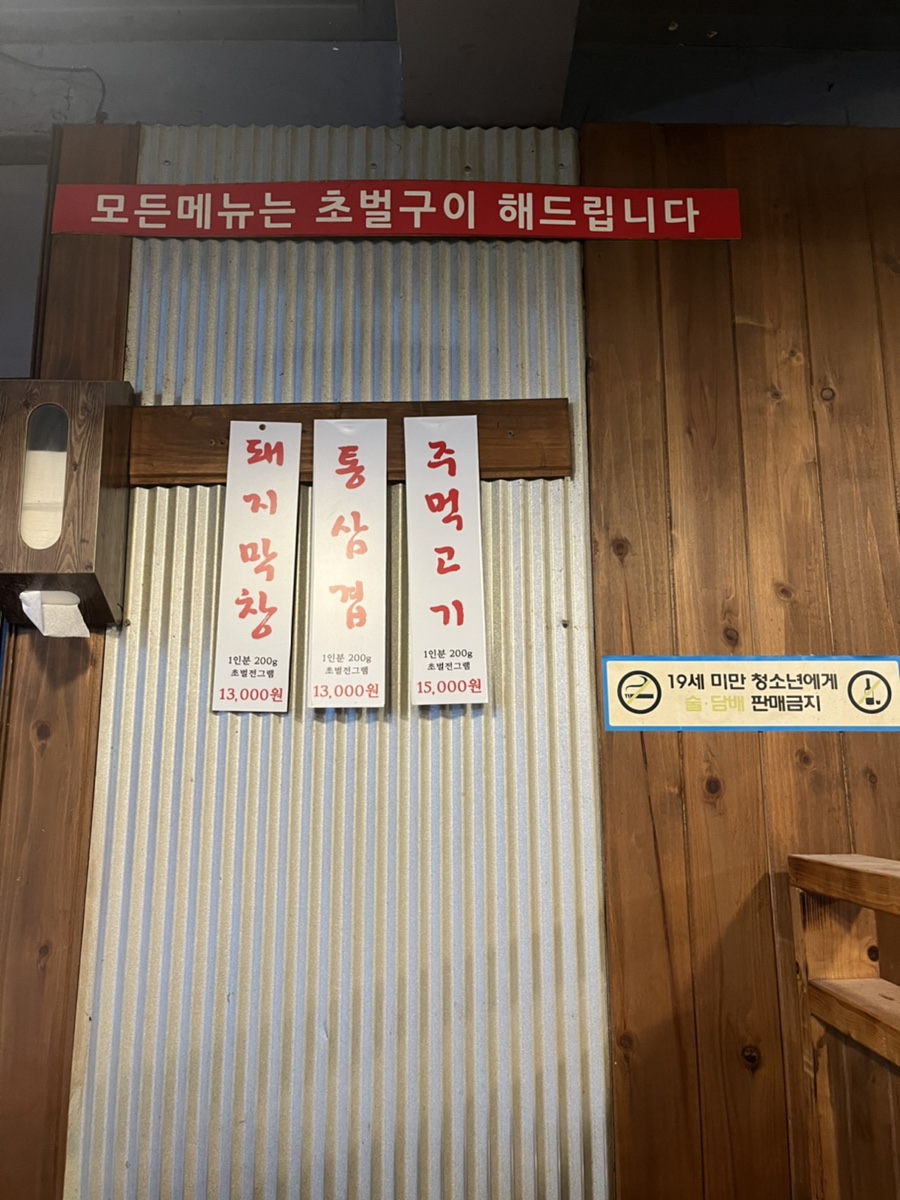 모든메뉴는 초벌구이 해드립니다
돼지막창
1인분 200g
초벌전그램
13,000원
통삼겹
1인분 200g
초벌전그램
13,000원
주먹고기
1인분 200g
초벌전그램
15,000원
19세 미만 청소년에게
술·담배 판매금지